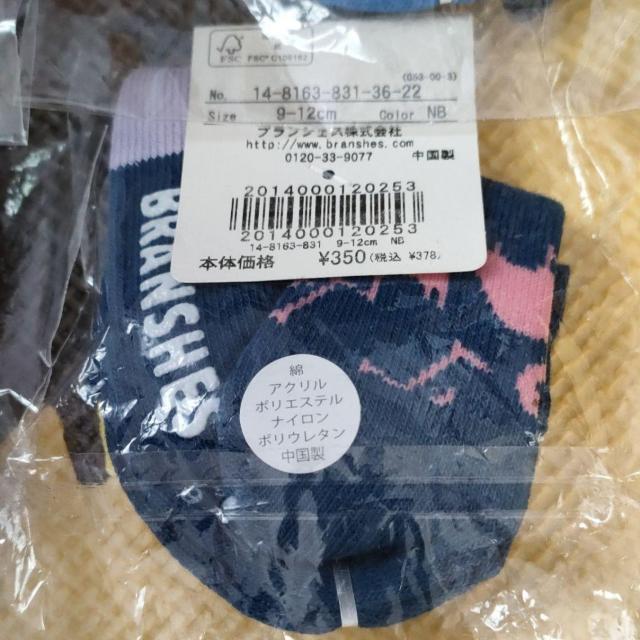 FSC
FSC® C106162
(G53-00-3)
No. 14-8163-831-36-22
Size 9-12cm Color NB
ブランシェス株式会社
http://www.branshes.com
0120-33-9077 中国製
2014000120253
2014000120253
14-8163-831 9-12cm NB
本体価格 ¥350(税込 ¥378)
BRANSHES
綿
アクリル
ポリエステル
ナイロン
ポリウレタン
中国製